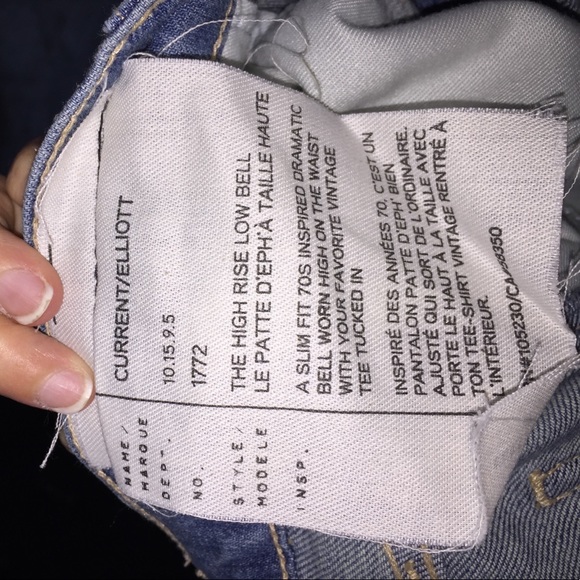 NAME/
MARQUE CURRENT/ELLIOTT
DEPT. 10.15.9.5
NO. 1772
STYLE/ THE HIGH RISE LOW BELL
MODELE LE PATTE D'EPH'À TAILLE HAUTE
INSP. A SLIM FIT 70S INSPIRED DRAMATIC
BELL WORN HIGH ON THE WAIST
WITH YOUR FAVORITE VINTAGE
TEE TUCKED IN
INSPIRÉ DES ANNÉES 70, C'EST UN
PANTALON PATTE D'EPH' BIEN
AJUSTÉ QUI SORT DE L'ORDINAIRE.
PORTE LE HAUT À LA TAILLE AVEC
TON TEE-SHIRT VINTAGE RENTRÉ À
L'INTÉRIEUR.